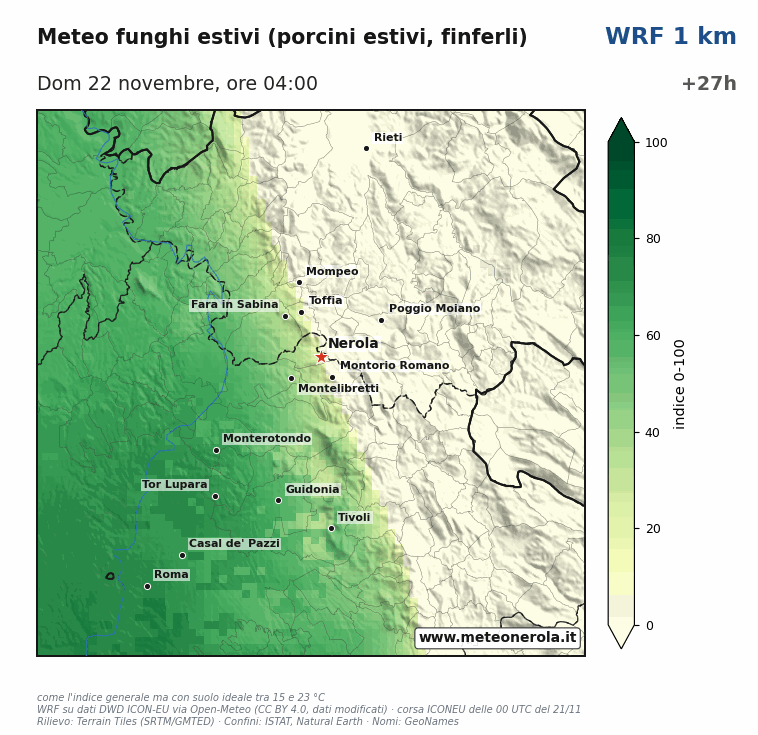 Meteo funghi estivi (porcini estivi, finferli)
WRF 1 km
Dom 22 novembre, ore 04:00
+27h
Rieti
Mompeo
Toffia
Fara in Sabina
Poggio Moiano
Nerola
Montorio Romano
Montelibretti
Monterotondo
Tor Lupara
Guidonia
Tivoli
Casal de' Pazzi
Roma
www.meteonerola.it
100
80
60
40
20
0
indice 0-100
come l'indice generale ma con suolo ideale tra 15 e 23 °C
WRF su dati DWD ICON-EU via Open-Meteo (CC BY 4.0, dati modificati) · corsa ICONEU delle 00 UTC del 21/11
Rilievo: Terrain Tiles (SRTM/GMTED) · Confini: ISTAT, Natural Earth · Nomi: GeoNames